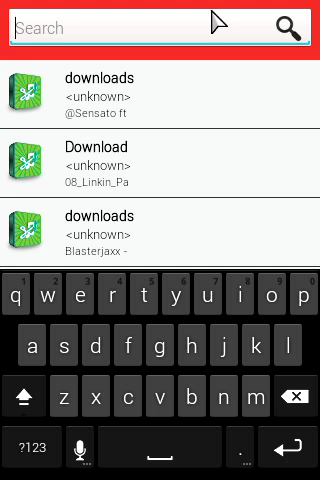 Search
downloads
<unknown>
@Sensato ft
Download
<unknown>
08_Linkin_Pa
downloads
<unknown>
Blasterjaxx -
1 2 3 4 5 6 7 8 9 0
q w e r t y u i o p
a s d f g h j k l
z x c v b n m
?123 ... . ...